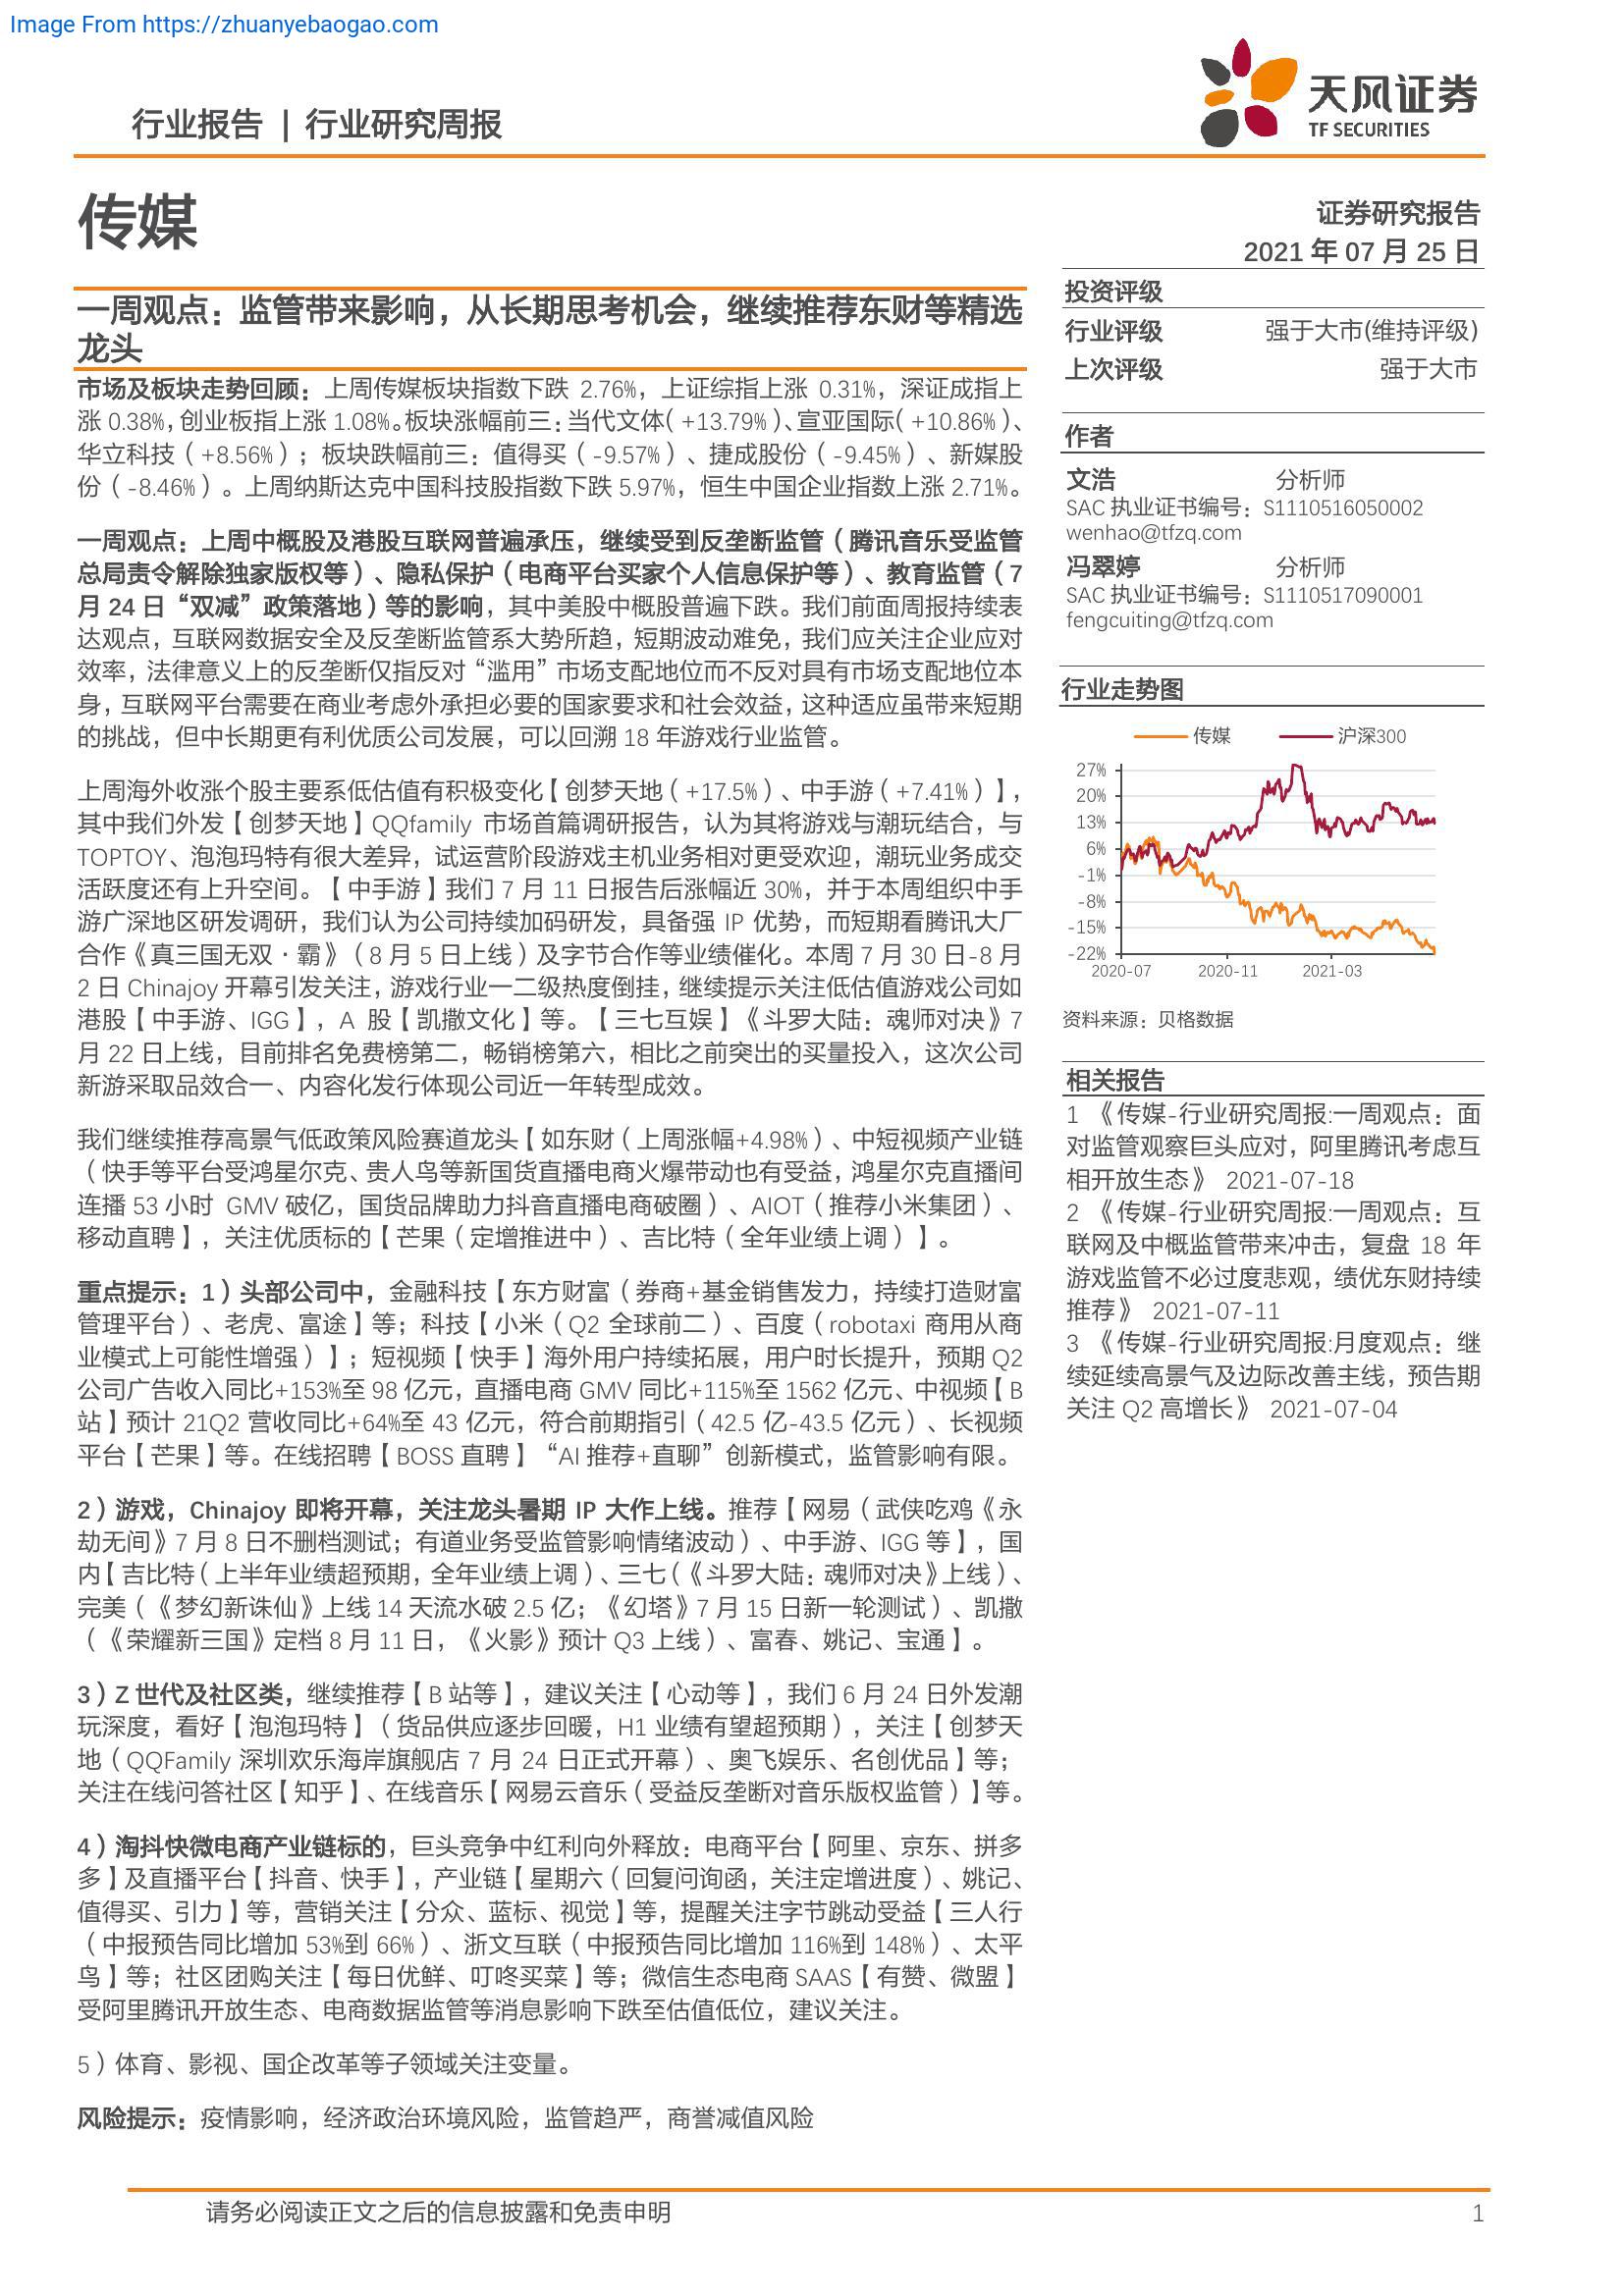 Image From https://zhuanyebaogao.com
行业报告 | 行业研究周报
天风证券
TF SECURITIES
传媒
证券研究报告
2021 年 07 月 25 日
一周观点：监管带来影响，从长期思考机会，继续推荐东财等精选
龙头
市场及板块走势回顾：上周传媒板块指数下跌 2.76%，上证综指上涨 0.31%，深证成指上
涨 0.38%，创业板指上涨 1.08%。板块涨幅前三：当代文体（+13.79%）、宣亚国际（+10.86%）、
华立科技（+8.56%）；板块跌幅前三：值得买（-9.57%）、捷成股份（-9.45%）、新媒股
份（-8.46%）。上周纳斯达克中国科技股指数下跌 5.97%，恒生中国企业指数上涨 2.71%。
一周观点：上周中概股及港股互联网普遍承压，继续受到反垄断监管（腾讯音乐受监管
总局责令解除独家版权等）、隐私保护（电商平台买家个人信息保护等）、教育监管（7
月 24 日“双减”政策落地）等的影响，其中美股中概股普遍下跌。我们前面周报持续表
达观点，互联网数据安全及反垄断监管系大势所趋，短期波动难免，我们应关注企业应对
效率，法律意义上的反垄断仅指反对“滥用”市场支配地位而不反对具有市场支配地位本
身，互联网平台需要在商业考虑外承担必要的国家要求和社会效益，这种适应虽带来短期
的挑战，但中长期更有利优质公司发展，可以回溯 18 年游戏行业监管。
上周海外收涨个股主要系低估值有积极变化【创梦天地（+17.5%）、中手游（+7.41%）】，
其中我们外发【创梦天地】QQfamily 市场首篇调研报告，认为其将游戏与潮玩结合，与
TOPTOY、泡泡玛特有很大差异，试运营阶段游戏主机业务相对更受欢迎，潮玩业务成交
活跃度还有上升空间。【中手游】我们 7 月 11 日报告后涨幅近 30%，并于本周组织中手
游广深地区研发调研，我们认为公司持续加码研发，具备强 IP 优势，而短期看腾讯大厂
合作《真三国无双·霸》（8 月 5 日上线）及字节合作等业绩催化。本周 7 月 30 日-8 月
2 日 Chinajoy 开幕引发关注，游戏行业一二级热度倒挂，继续提示关注低估值游戏公司如
港股【中手游、IGG】，A 股【凯撒文化】等。【三七互娱】《斗罗大陆：魂师对决》7
月 22 日上线，目前排名免费榜第二，畅销榜第六，相比之前突出的买量投入，这次公司
新游采取品效合一、内容化发行体现公司近一年转型成效。
我们继续推荐高景气低政策风险赛道龙头【如东财（上周涨幅+4.98%）、中短视频产业链
（快手等平台受鸿星尔克、贵人鸟等新国货直播电商火爆带动也有受益，鸿星尔克直播间
连播 53 小时 GMV 破亿，国货品牌助力抖音直播电商破圈）、AIOT（推荐小米集团）、
移动直聘】，关注优质标的【芒果（定增推进中）、吉比特（全年业绩上调）】。
重点提示：1）头部公司中，金融科技【东方财富（券商+基金销售发力，持续打造财富
管理平台）、老虎、富途】等；科技【小米（Q2 全球前二）、百度（robotaxi 商用从商
业模式上可能性增强）】；短视频【快手】海外用户持续拓展，用户时长提升，预期 Q2
公司广告收入同比+153%至 98 亿元，直播电商 GMV 同比+115%至 1562 亿元、中视频【B
站】预计 21Q2 营收同比+64%至 43 亿元，符合前期指引（42.5 亿-43.5 亿元）、长视频
平台【芒果】等。在线招聘【BOSS 直聘】“AI 推荐+直聊”创新模式，监管影响有限。
2）游戏，Chinajoy 即将开幕，关注龙头暑期 IP 大作上线。推荐【网易（武侠吃鸡《永
劫无间》7 月 8 日不删档测试；有道业务受监管影响情绪波动）、中手游、IGG 等】，国
内【吉比特（上半年业绩超预期，全年业绩上调）、三七（《斗罗大陆：魂师对决》上线）、
完美（《梦幻新诛仙》上线 14 天流水破 2.5 亿；《幻塔》7 月 15 日新一轮测试）、凯撒
（《荣耀新三国》定档 8 月 11 日，《火影》预计 Q3 上线）、富春、姚记、宝通】。
3）Z 世代及社区类，继续推荐【B 站等】，建议关注【心动等】，我们 6 月 24 日外发潮
玩深度，看好【泡泡玛特】（货品供应逐步回暖，H1 业绩有望超预期），关注【创梦天
地（QQFamily 深圳欢乐海岸旗舰店 7 月 24 日正式开幕）、奥飞娱乐、名创优品】等；
关注在线问答社区【知乎】、在线音乐【网易云音乐（受益反垄断对音乐版权监管）】等。
4）淘抖快微电商产业链标的，巨头竞争中红利向外释放：电商平台【阿里、京东、拼多
多】及直播平台【抖音、快手】，产业链【星期六（回复问询函，关注定增进度）、姚记、
值得买、引力】等，营销关注【分众、蓝标、视觉】等，提醒关注字节跳动受益【三人行
（中报预告同比增加 53%到 66%）、浙文互联（中报预告同比增加 116%到 148%）、太平
鸟】等；社区团购关注【每日优鲜、叮咚买菜】等；微信生态电商 SAAS【有赞、微盟】
受阿里腾讯开放生态、电商数据监管等消息影响下跌至估值低位，建议关注。
5）体育、影视、国企改革等子领域关注变量。
风险提示：疫情影响，经济政治环境风险，监管趋严，商誉减值风险
投资评级
行业评级 强于大市(维持评级)
上次评级 强于大市
作者
文浩 分析师
SAC 执业证书编号：S1110516050002
wenhao@tfzq.com
冯翠婷 分析师
SAC 执业证书编号：S1110517090001
fengcuiting@tfzq.com
行业走势图
传媒 沪深300
27%
20%
13%
6%
-1%
-8%
-15%
-22%
2020-07 2020-11 2021-03
资料来源：贝格数据
相关报告
1 《传媒-行业研究周报:一周观点：面
对监管观察巨头应对，阿里腾讯考虑互
相开放生态》 2021-07-18
2 《传媒-行业研究周报:一周观点：互
联网及中概监管带来冲击，复盘 18 年
游戏监管不必过度悲观，绩优东财持续
推荐》 2021-07-11
3 《传媒-行业研究周报:月度观点：继
续延续高景气及边际改善主线，预告期
关注 Q2 高增长》 2021-07-04
请务必阅读正文之后的信息披露和免责申明
1